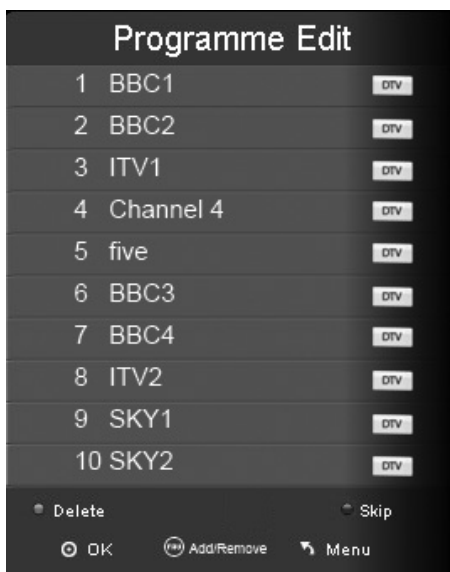 Programme Edit
1 BBC1 DTV
2 BBC2 DTV
3 ITV1 DTV
4 Channel 4 DTV
5 five DTV
6 BBC3 DTV
7 BBC4 DTV
8 ITV2 DTV
9 SKY1 DTV
10 SKY2 DTV
Delete Skip
OK Add/Remove Menu